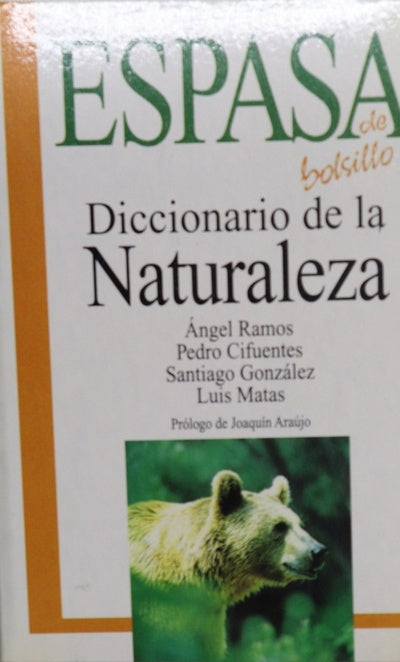 ESPASA
de
bolsillo
Diccionario de la
Naturaleza
Ángel Ramos
Pedro Cifuentes
Santiago González
Luis Matas
Prólogo de Joaquín Araújo